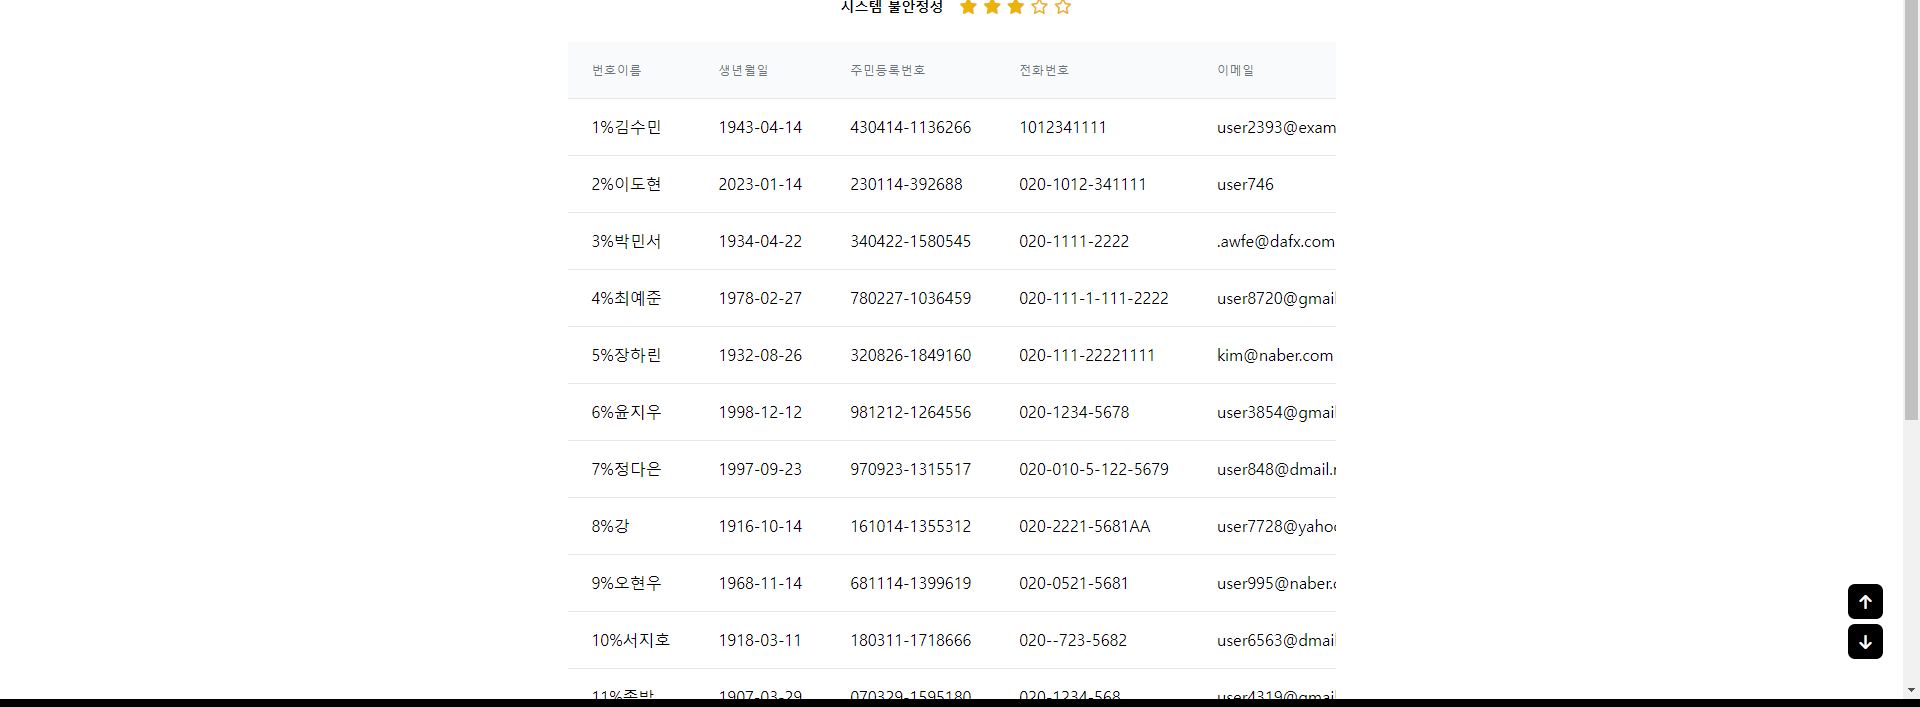 시스템 불안정성
번호이름 생년월일 주민등록번호 전화번호 이메일
1%김수민 1943-04-14 430414-1136266 1012341111 user2393@exam
2%이도현 2023-01-14 230114-392688 020-1012-341111 user746
3%박민서 1934-04-22 340422-1580545 020-1111-2222 .awfe@dafx.com
4%최예준 1978-02-27 780227-1036459 020-111-1-111-2222 user8720@gmail
5%장하린 1932-08-26 320826-1849160 020-111-22221111 kim@naber.com
6%윤지우 1998-12-12 981212-1264556 020-1234-5678 user3854@gmail
7%정다은 1997-09-23 970923-1315517 020-010-5-122-5679 user848@dmail.
8%강 1916-10-14 161014-1355312 020-2221-5681AA user7728@yaho
9%오현우 1968-11-14 681114-1399619 020-0521-5681 user995@naber.
10%서지호 1918-03-11 180311-1718666 020--723-5682 user6563@dmail
1907-03-29 070329-1595180 020-1234-568 user4319@gmail